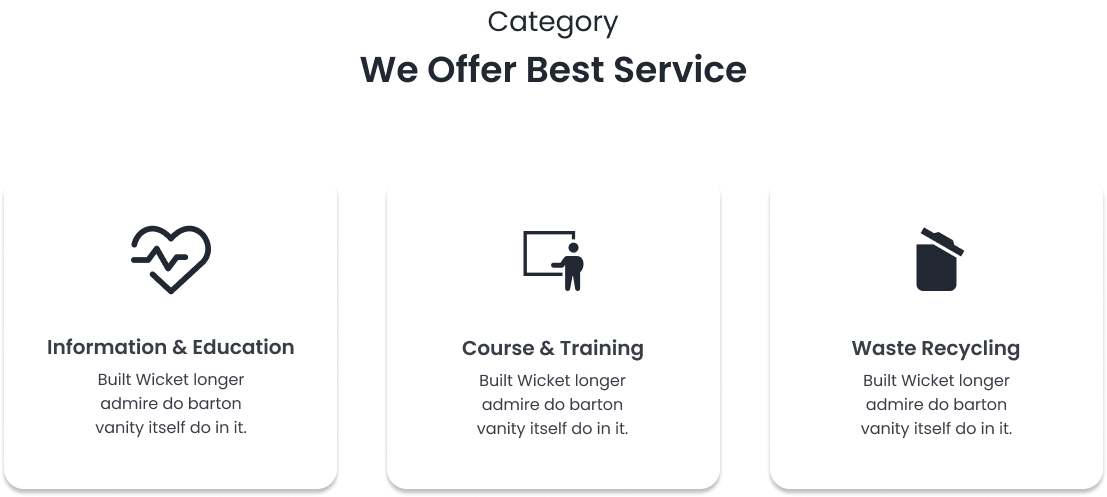 Category
We Offer Best Service
Information & Education
Built Wicket longer
admire do barton
vanity itself do in it.
Course & Training
Built Wicket longer
admire do barton
vanity itself do in it.
Waste Recycling
Built Wicket longer
admire do barton
vanity itself do in it.